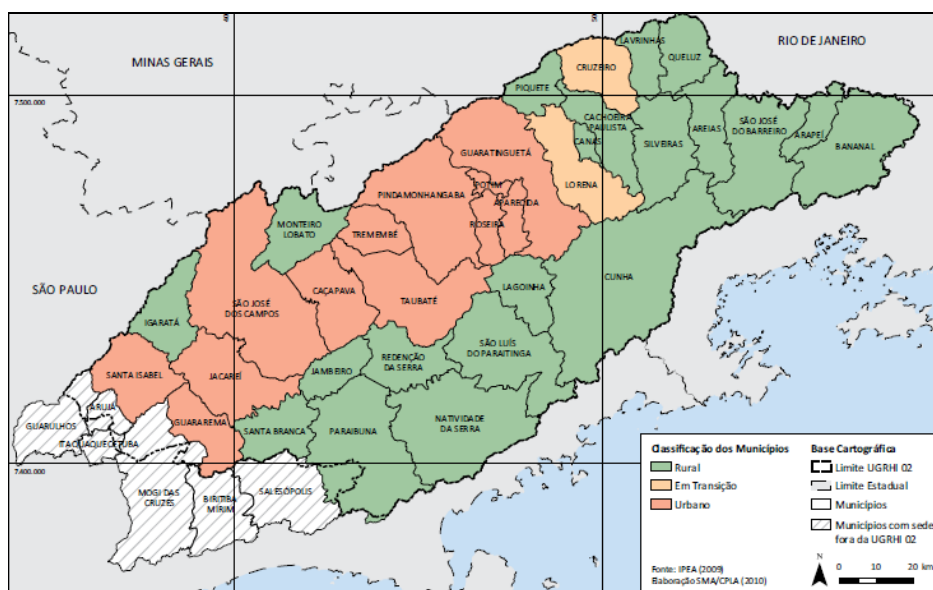 40
50
MINAS GERAIS
RIO DE JANEIRO
LAVRINHAS
QUELUZ
CRUZEIRO
PIQUETE
7.500.000
CACHOEIRA
PAULISTA
CANAS
SILVEIRAS
AREIAS
SÃO JOSÉ
DO BARREIRO
ARAPEÍ
BANANAL
GUARATINGUETÁ
LORENA
POTIM
APARECIDA
PINDAMONHANGABA
ROSEIRA
MONTEIRO
LOBATO
TREMEMBÉ
CUNHA
SÃO PAULO
SÃO JOSÉ
DOS CAMPOS
CAÇAPAVA
TAUBATÉ
LAGOINHA
IGARATÁ
SÃO LUÍS
DO PARAITINGA
REDENÇÃO
DA SERRA
JAMBEIRO
SANTA ISABEL
JACAREÍ
ARUJÁ
GUARULHOS
GUARAREMA
ITAQUAQUECETUBA
SANTA BRANCA
PARAIBUNA
NATIVIDADE
DA SERRA
7.400.000
MOGI DAS
CRUZES
BIRITIBA
MIRIM
SALESÓPOLIS
Classificação dos Municípios
Rural
Em Transição
Urbano
Base Cartográfica
Limite UGRHI 02
Limite Estadual
Municípios
Municípios com sede
fora da UGRHI 02
Fonte: IPEA (2009)
Elaboração SMA/CPLA (2010)
N
0 10 20 km